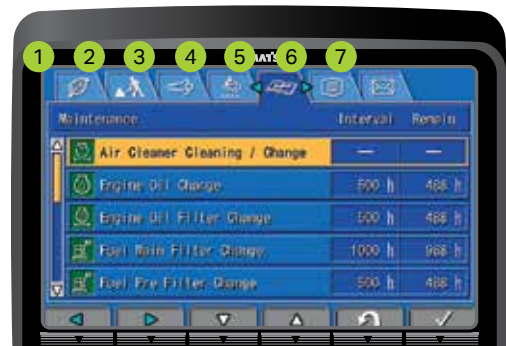 1 2 3 4 5 6 7
MATS
Maintenance Interval Remain
Air Cleaner Cleaning / Change — —
Engine Oil Change 500 h 488 h
Engine Oil Filter Change 500 h 488 h
Fuel Main Filter Change 1000 h 988 h
Fuel Pre Filter Change 500 h 488 h